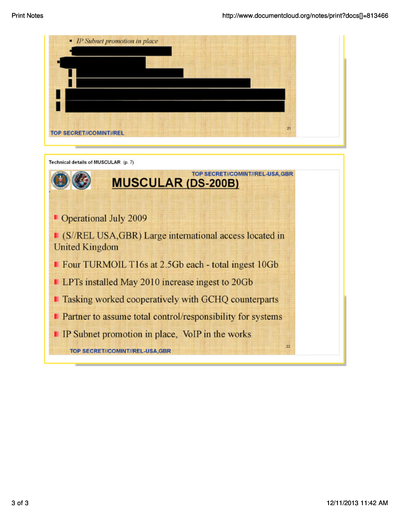 Print Notes http://www.documentcloud.org/notes/print?docs[]=813466
• IP Subnet promotion in place
20
TOP SECRET//COMINT//REL
Technical details of MUSCULAR (p. 7)
TOP SECRET//COMINT//REL-USA,GBR
MUSCULAR (DS-200B)
Operational July 2009
(S//REL USA,GBR) Large international access located in
United Kingdom
Four TURMOIL T16s at 2.5Gb each - total ingest 10Gb
LPTs installed May 2010 increase ingest to 20Gb
Tasking worked cooperatively with GCHQ counterparts
Partner to assume total control/responsibility for systems
IP Subnet promotion in place, VoIP in the works
TOP SECRET//COMINT//REL-USA,GBR
3 of 3 12/11/2013 11:42 AM